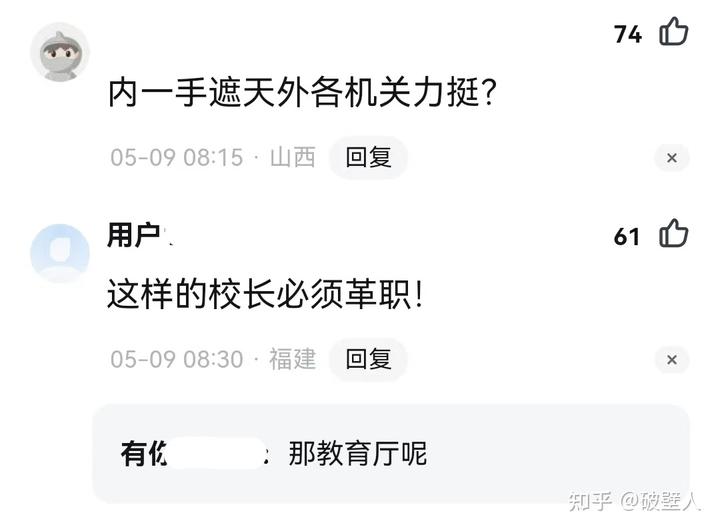 74
内一手遮天外各机关力挺?
05-09 08:15 · 山西 回复 ×
用户 61
这样的校长必须革职!
05-09 08:30 · 福建 回复 ×
有你 : 那教育厅呢
知乎 @破壁人